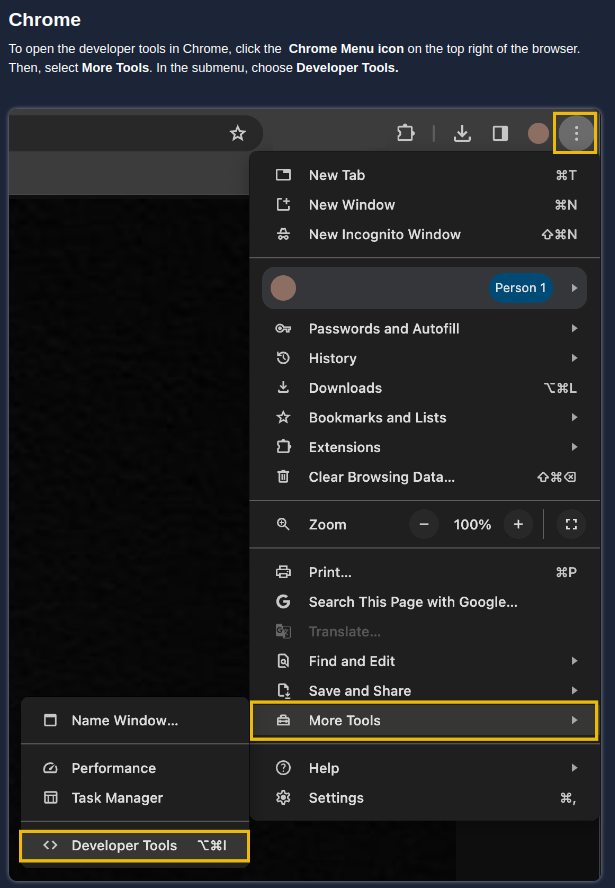 Chrome
To open the developer tools in Chrome, click the Chrome Menu icon on the top right of the browser.
Then, select More Tools. In the submenu, choose Developer Tools.
New Tab ⌘T
New Window ⌘N
New Incognito Window ⇧⌘N
Person 1
Passwords and Autofill
History
Downloads ⌥⌘L
Bookmarks and Lists
Extensions
Clear Browsing Data... ⇧⌘⌫
Zoom − 100% +
Print... ⌘P
Search This Page with Google...
Translate...
Find and Edit
Save and Share
More Tools
Help
Settings ⌘,
Name Window...
Performance
Task Manager
Developer Tools ⌥⌘I